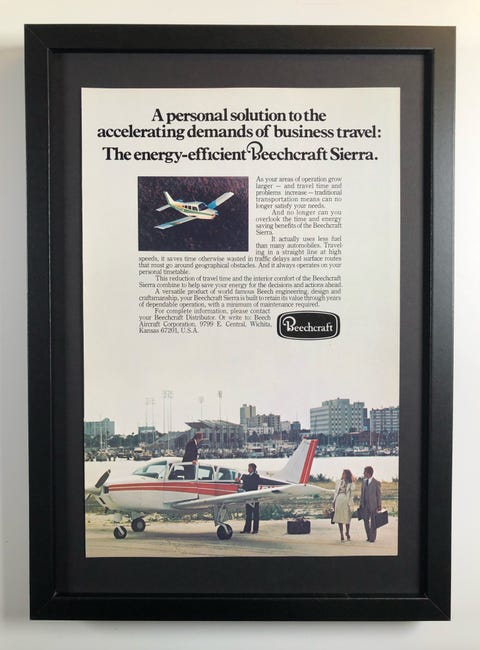 A personal solution to the
accelerating demands of business travel:
The energy-efficient Beechcraft Sierra.
As your areas of operation grow
larger — and travel time and
problems increase — traditional
transportation means can no
longer satisfy your needs.
And no longer can you
overlook the time and energy
saving benefits of the Beechcraft
Sierra.
It actually uses less fuel
than many automobiles. Travel-
ing in a straight line at high
speeds, it saves time otherwise wasted in traffic delays and surface routes
that must go around geographical obstacles. And it always operates on your
personal timetable.
This reduction of travel time and the interior comfort of the Beechcraft
Sierra combine to help save your energy for the decisions and actions ahead.
A versatile product of world famous Beech engineering, design and
craftsmanship, your Beechcraft Sierra is built to retain its value through years
of dependable operation, with a minimum of maintenance required.
For complete information, please contact
your Beechcraft Distributor. Or write to: Beech
Aircraft Corporation, 9799 E. Central, Wichita,
Kansas 67201, U.S.A.
Beechcraft